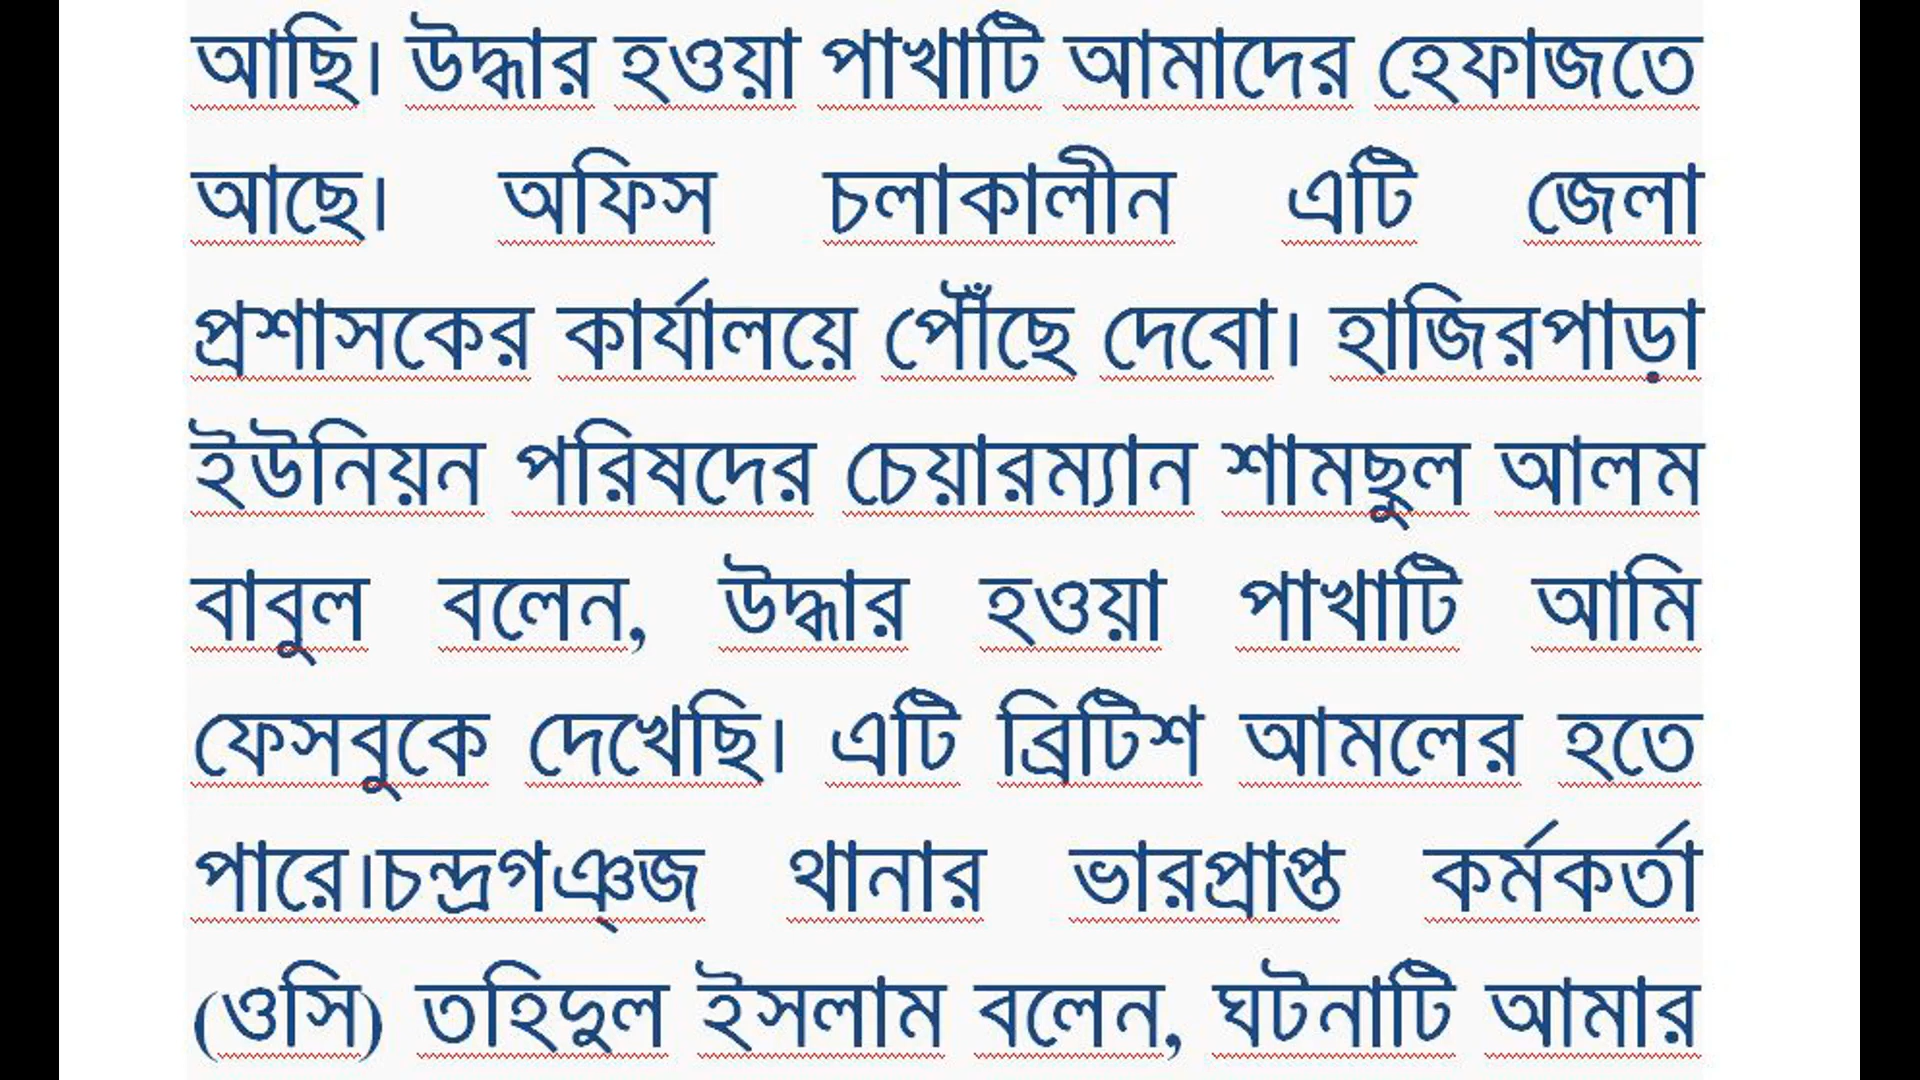 আছি। উদ্ধার হওয়া পাখাটি আমাদের হেফাজতে
আছে। অফিস চলাকালীন এটি জেলা
প্রশাসকের কার্যালয়ে পৌঁছে দেবো। হাজিরপাড়া
ইউনিয়ন পরিষদের চেয়ারম্যান শামছুল আলম
বাবুল বলেন, উদ্ধার হওয়া পাখাটি আমি
ফেসবুকে দেখেছি। এটি ব্রিটিশ আমলের হতে
পারে।চন্দ্রগঞ্জ থানার ভারপ্রাপ্ত কর্মকর্তা
(ওসি) তহিদুল ইসলাম বলেন, ঘটনাটি আমার